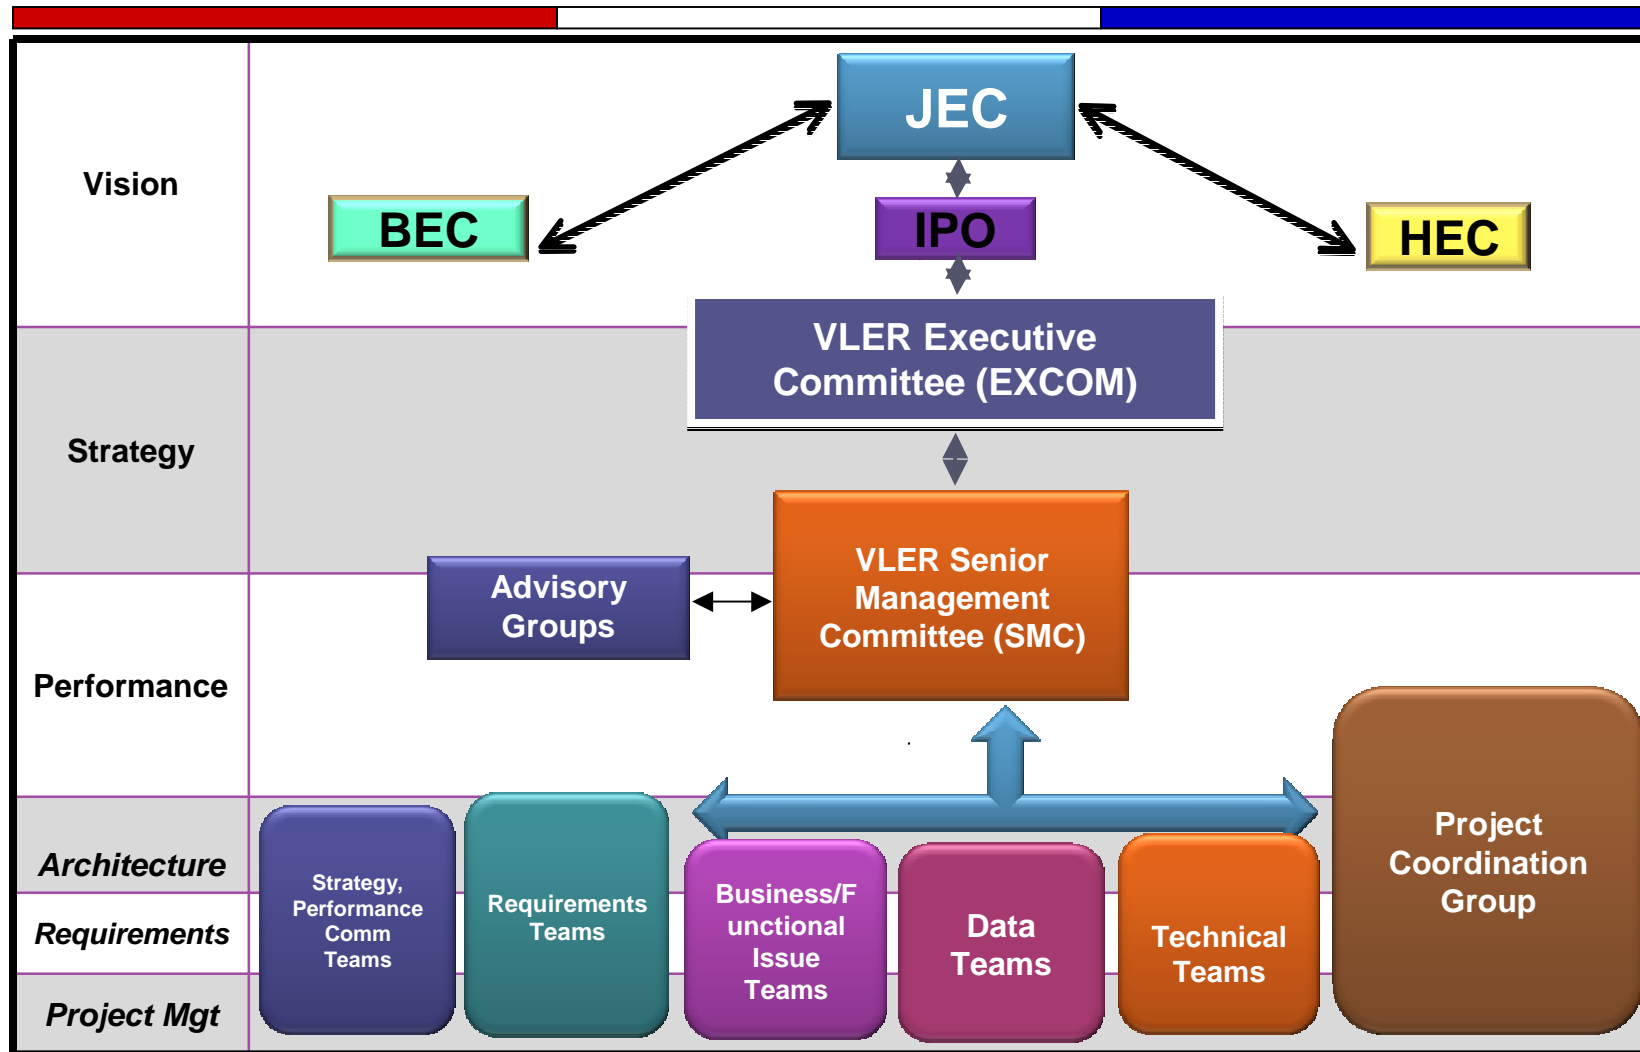 JEC
Vision
BEC
IPO
HEC
VLER Executive
Committee (EXCOM)
Strategy
VLER Senior
Management
Committee (SMC)
Advisory
Groups
Performance
Project
Coordination
Group
Architecture
Strategy,
Performance
Comm
Teams
Requirements
Teams
Business/F
unctional
Issue
Teams
Data
Teams
Technical
Teams
Requirements
Project Mgt